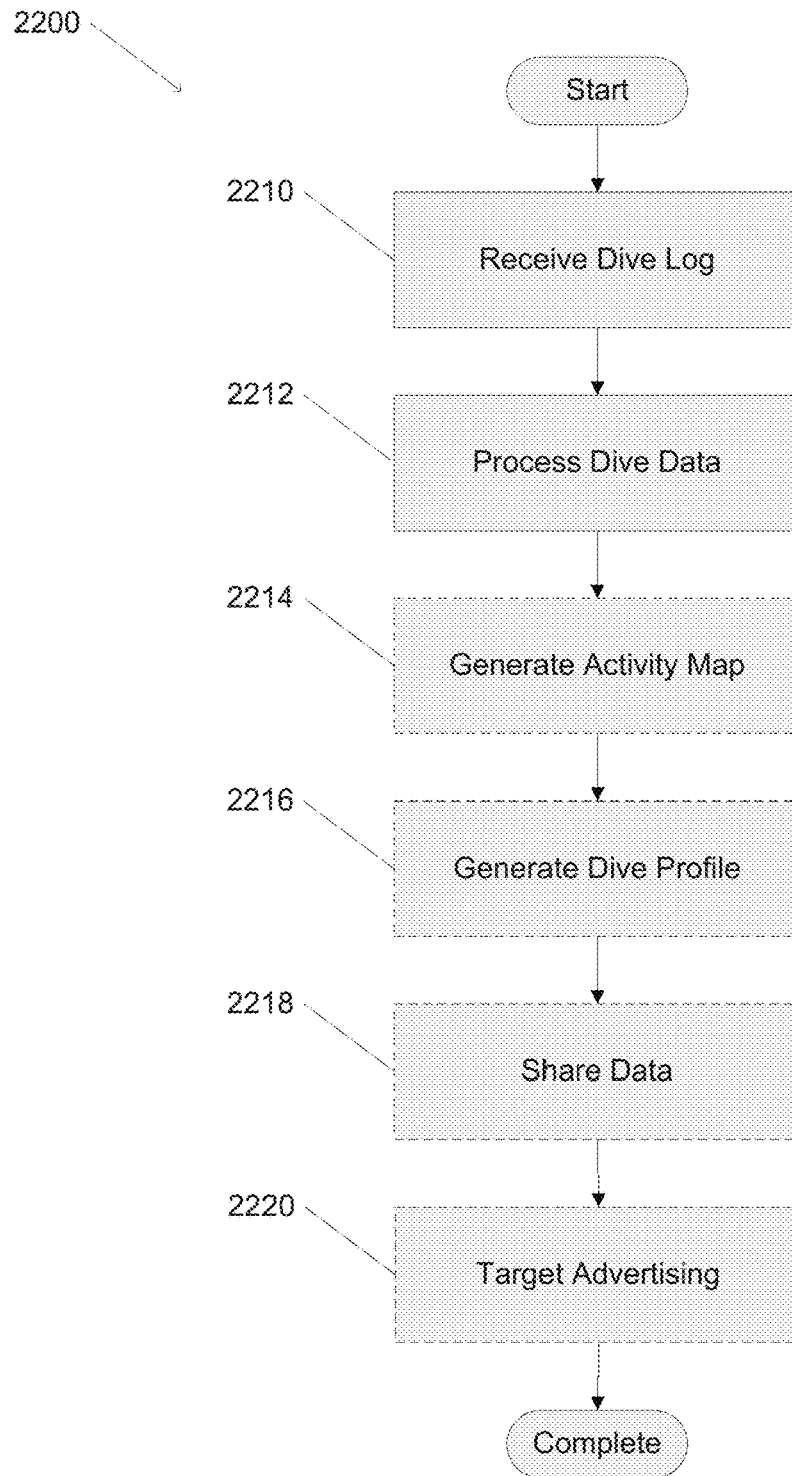 2200
Start
2210
Receive Dive Log
2212
Process Dive Data
2214
Generate Activity Map
2216
Generate Dive Profile
2218
Share Data
2220
Target Advertising
Complete